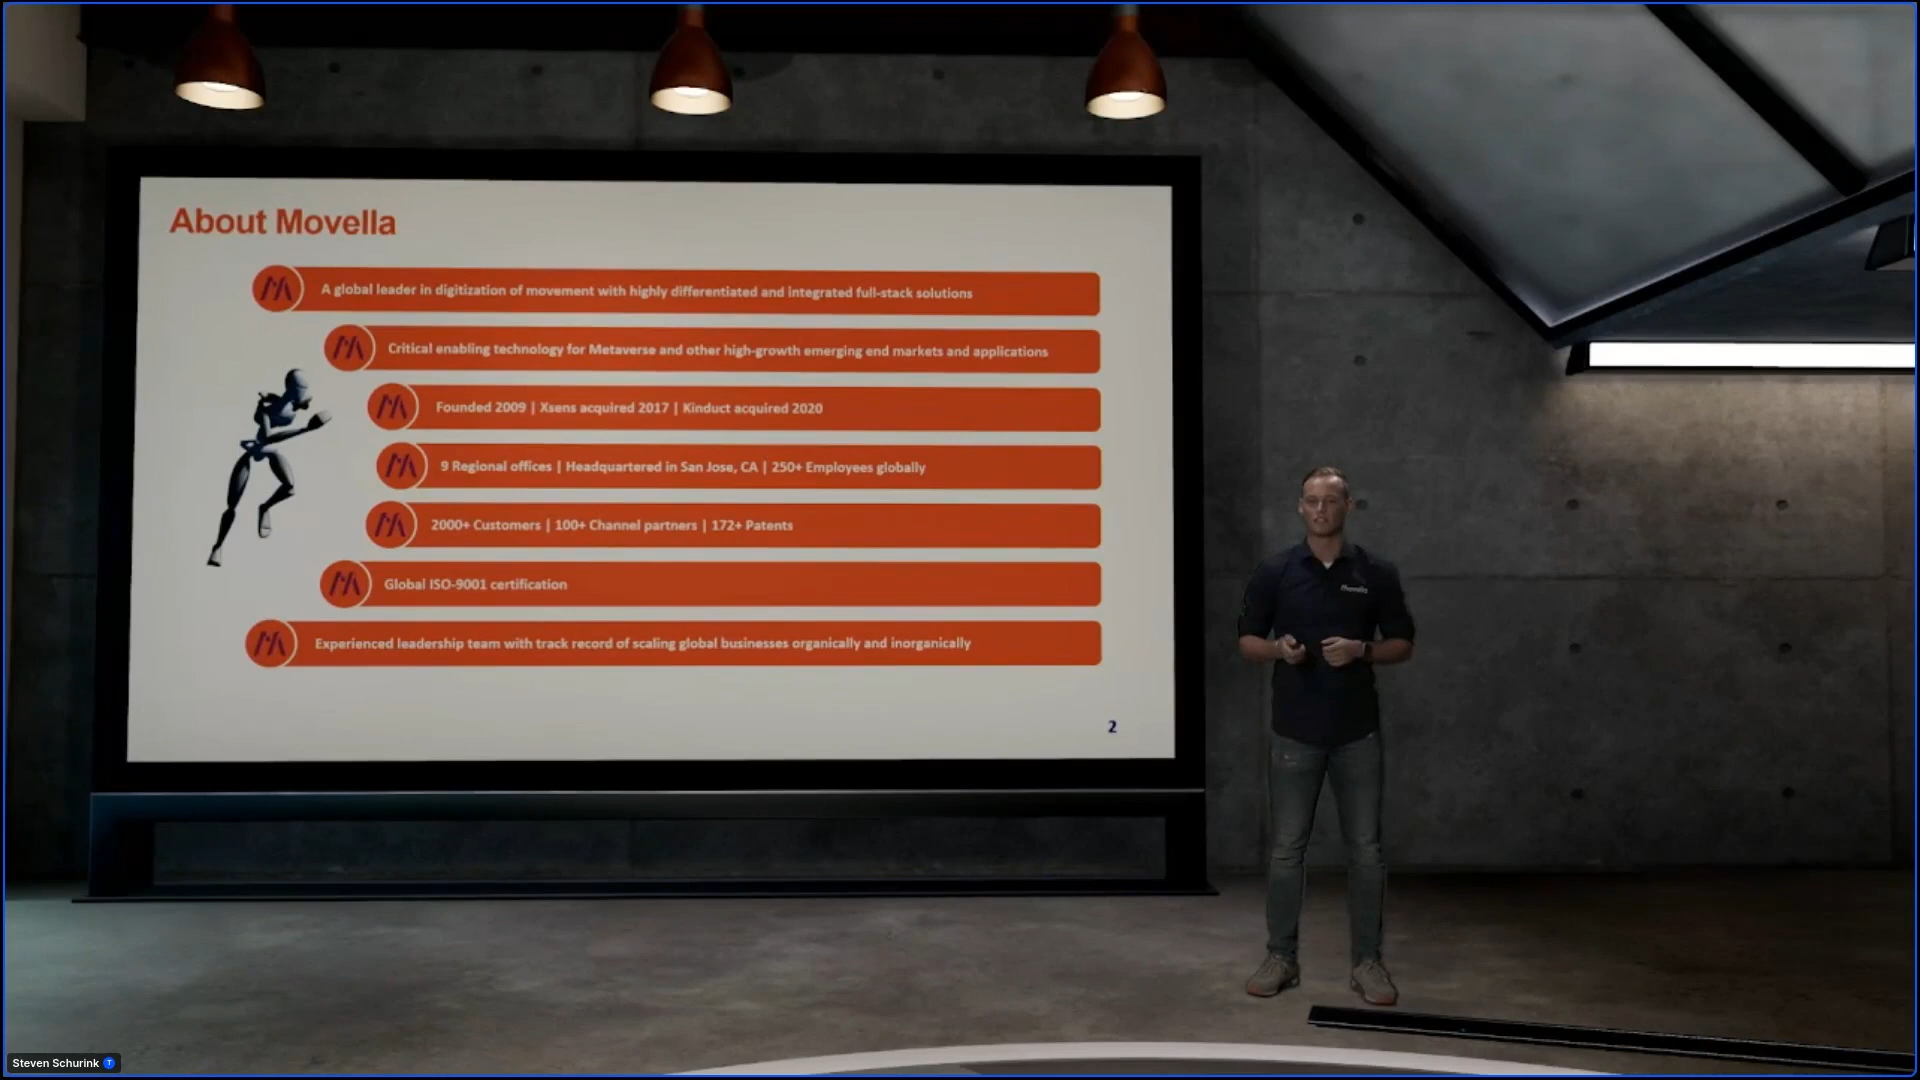 About Movella
A global leader in digitization of movement with highly differentiated and integrated full-stack solutions
Critical enabling technology for Metaverse and other high-growth emerging end markets and applications
Founded 2009 | Xsens acquired 2017 | Kinduct acquired 2020
9 Regional offices | Headquartered in San Jose, CA | 250+ Employees globally
2000+ Customers | 100+ Channel partners | 172+ Patents
Global ISO-9001 certification
Experienced leadership team with track record of scaling global businesses organically and inorganically
2
Movella
Steven Schurink T